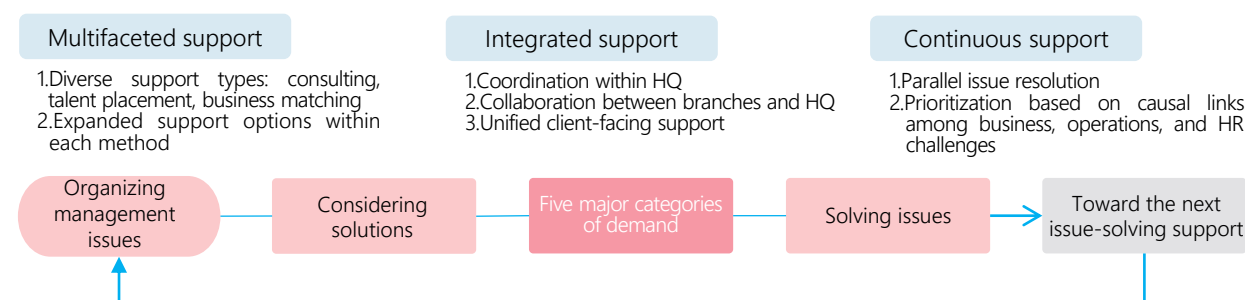 Multifaceted support
1.Diverse support types: consulting,
talent placement, business matching
2.Expanded support options within
each method
Integrated support
1.Coordination within HQ
2.Collaboration between branches and HQ
3.Unified client-facing support
Continuous support
1.Parallel issue resolution
2.Prioritization based on causal links
among business, operations, and HR
challenges
Organizing
management
issues
Considering
solutions
Five major categories
of demand
Solving issues
Toward the next
issue-solving support